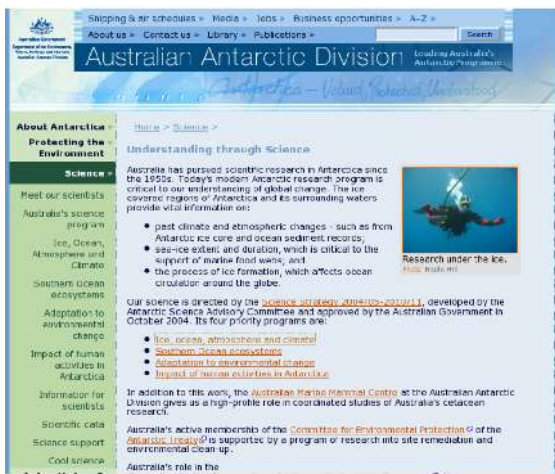 Shipping & air schedules » Media » Jobs » Business opportunities » A-Z »
About us » Contact us » Library » Publications » Search
Australian Government
Australian Antarctic Division
Leading Australia's
Antarctic Program
Antarctica – Valued, Protected, Understood
About Antarctica
Protecting the
Environment
Science
Meet our scientists
Australia's science
program
Ice, Ocean,
Atmosphere and
Climate
Southern Ocean
ecosystems
Adaptation to
environmental
change
Impact of human
activities in
Antarctica
Information for
scientists
Scientific data
Science support
Cool science
Home > Science >
Understanding through Science
Australia has pursued scientific research in Antarctica since
the 1950s. Today's modern Antarctic research program is
critical to our understanding of global change. The ice
covered regions of Antarctica and its surrounding waters
provide vital information on:
● past climate and atmospheric changes - such as from
Antarctic ice core and ocean sediment records;
● sea-ice extent and duration, which is critical to the
support of marine food webs; and
● the process of ice formation, which affects ocean
circulation around the globe.
Research under the ice.
Our science is directed by the Science Strategy 2004/05-2010/11, developed by the
Antarctic Science Advisory Committee and approved by the Australian Government in
October 2004. Its four priority programs are:
● Ice, ocean, atmosphere and climate
● Southern Ocean ecosystems
● Adaptation to environmental change
● Impact of human activities in Antarctica
In addition to this work, the Australian Marine Mammal Centre at the Australian Antarctic
Division gives us a high-profile role in coordinated studies of Australia's cetacean
research.
Australia's active membership of the Committee for Environmental Protection of the
Antarctic Treaty is supported by a program of research into site remediation and
environmental clean-up.
Australia's role in the